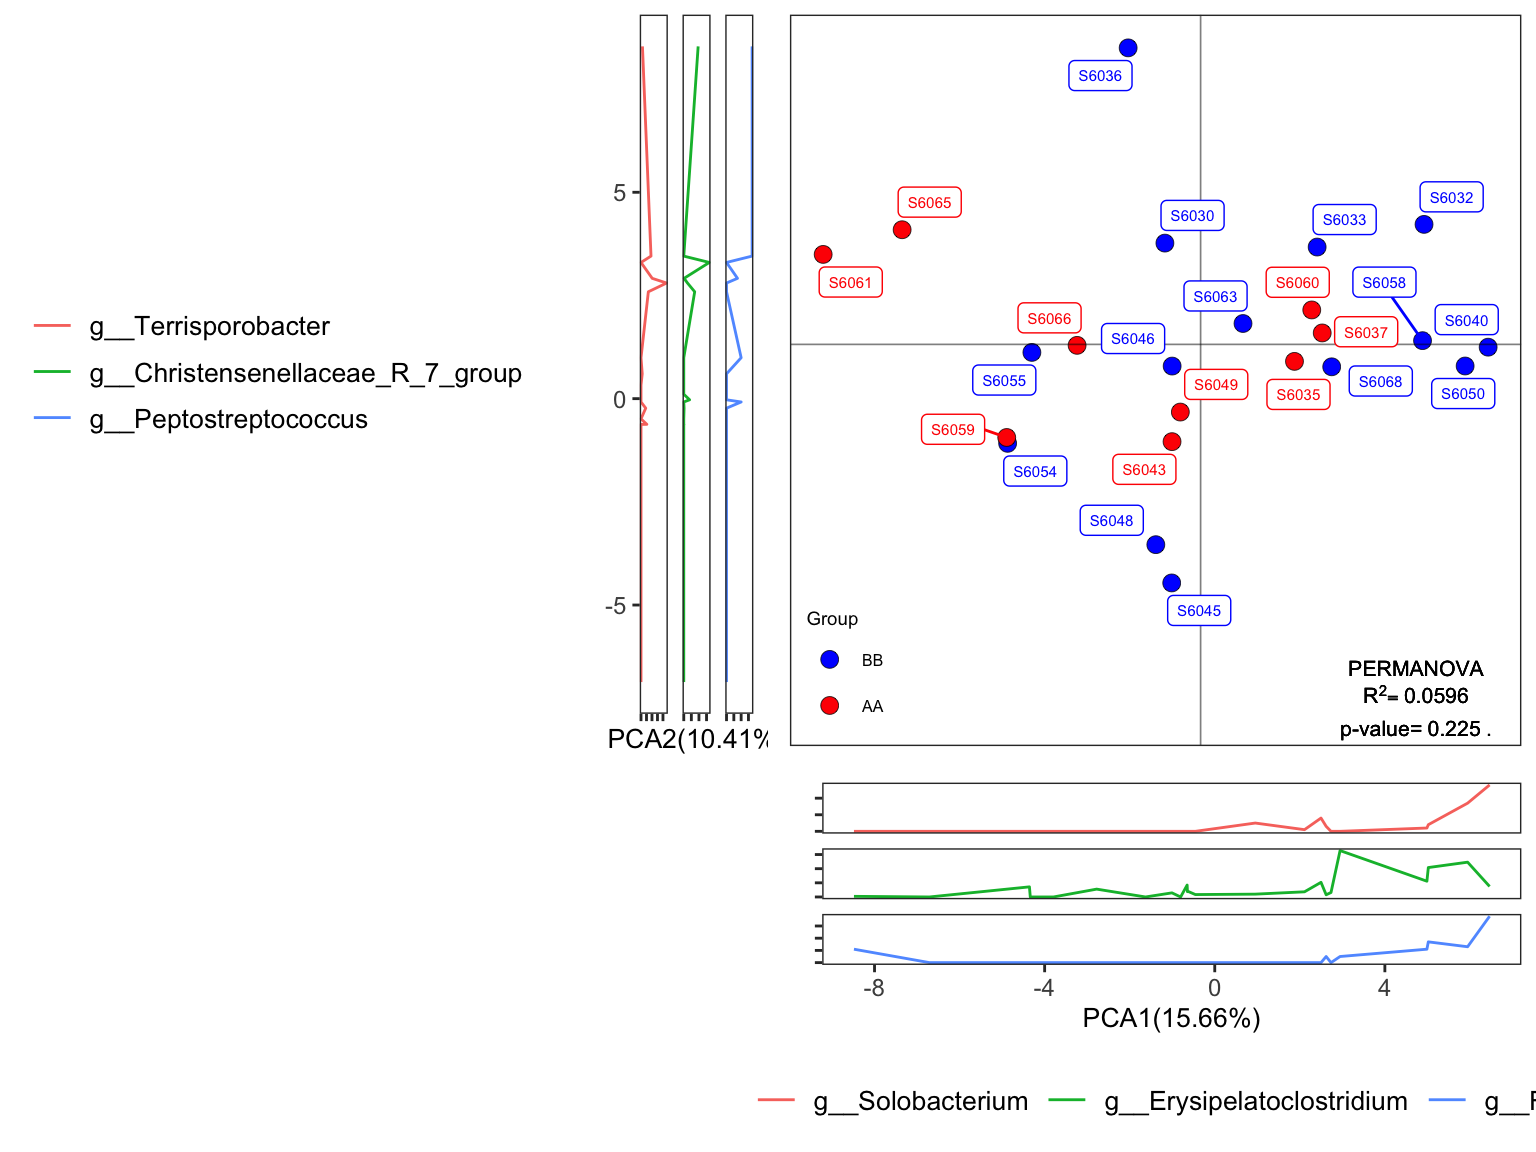 S6036
S6065
S6061
S6030
S6033
S6032
S6063
S6060
S6058
S6066
S6046
S6037
S6040
S6055
S6049
S6035
S6068
S6050
S6059
S6054
S6043
S6048
S6045
Group
BB
AA
PERMANOVA
R2= 0.0596
p-value= 0.225 .
5
0
-5
PCA2(10.41%
g__Terrisporobacter
g__Christensenellaceae_R_7_group
g__Peptostreptococcus
-8 -4 0 4
PCA1(15.66%)
g__Solobacterium g__Erysipelatoclostridium g__